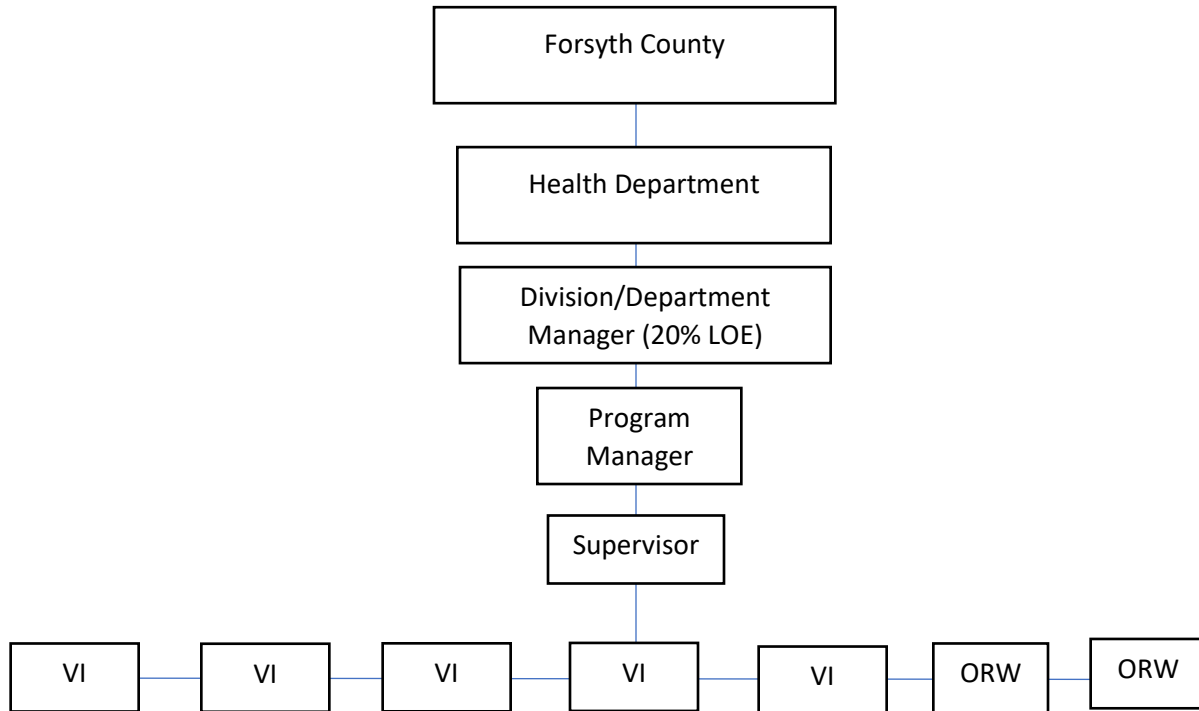 Forsyth County
Health Department
Division/Department
Manager (20% LOE)
Program
Manager
Supervisor
VI
VI
VI
VI
VI
ORW
ORW